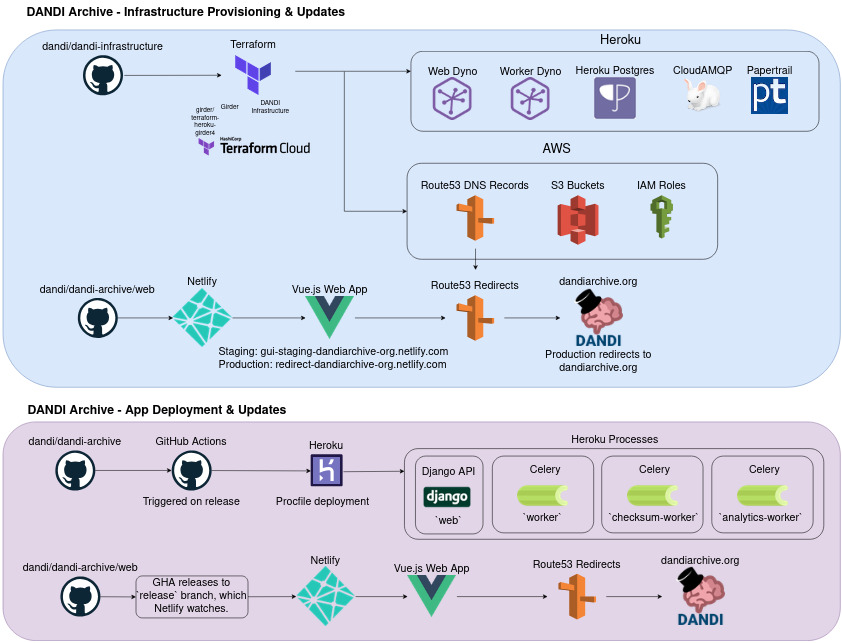 DANDI Archive - Infrastructure Provisioning & Updates
dandi/dandi-infrastructure
Terraform
Heroku
Web Dyno
Worker Dyno
Heroku Postgres
CloudAMQP
Papertrail
pt
girder/
terraform-
heroku-
girder4
Girder
DANDI
Infrastructure
HashiCorp
Terraform Cloud
AWS
Route53 DNS Records
S3 Buckets
IAM Roles
dandi/dandi-archive/web
Netlify
Vue.js Web App
Route53 Redirects
dandiarchive.org
DANDI
Staging: gui-staging-dandiarchive-org.netlify.com
Production: redirect-dandiarchive-org.netlify.com
Production redirects to
dandiarchive.org
DANDI Archive - App Deployment & Updates
dandi/dandi-archive
GitHub Actions
Triggered on release
Heroku
Procfile deployment
Heroku Processes
Django API
django
`web`
Celery
`worker`
Celery
`checksum-worker`
Celery
`analytics-worker`
dandi/dandi-archive/web
GHA releases to
`release` branch, which
Netlify watches.
Netlify
Vue.js Web App
Route53 Redirects
dandiarchive.org
DANDI